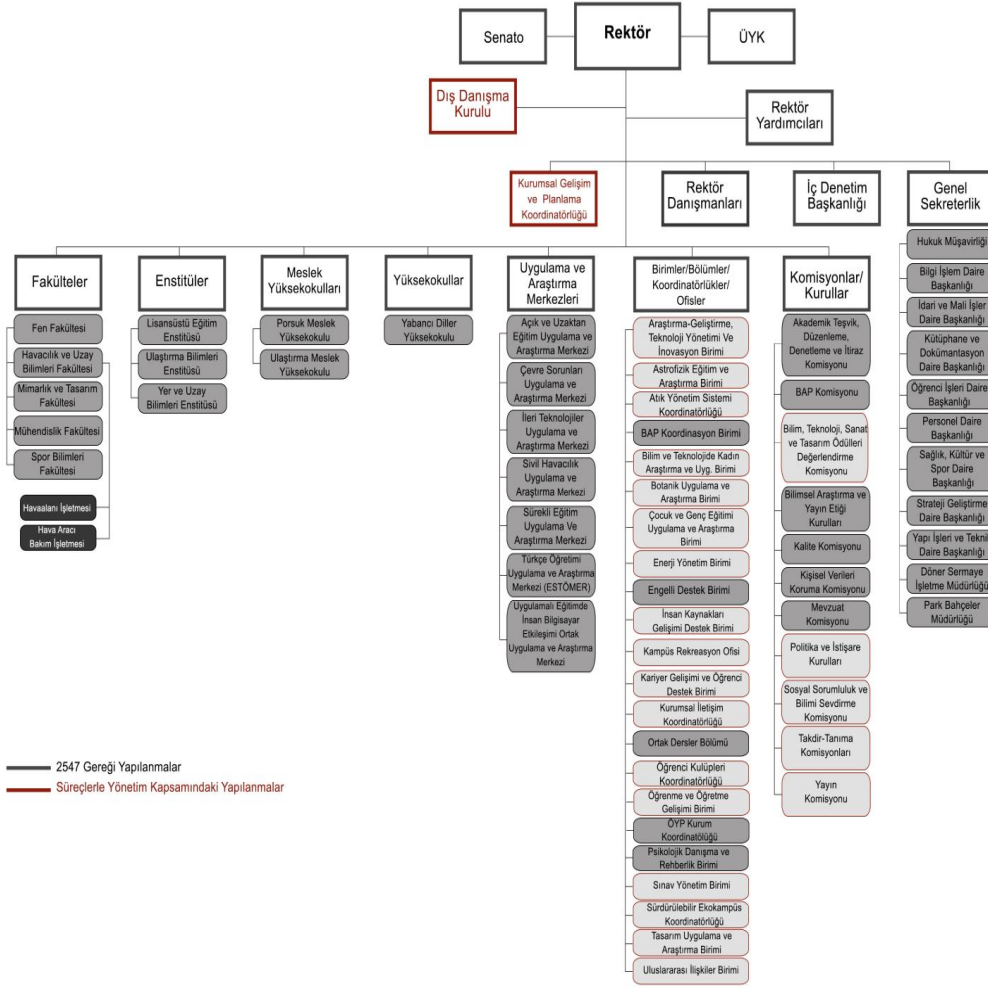 Senato
Rektör
ÜYK
Dış Danışma
Kurulu
Rektör
Yardımcıları
Kurumsal Gelişim
ve Planlama
Koordinatörlüğü
Rektör
Danışmanları
İç Denetim
Başkanlığı
Genel
Sekreterlik
Hukuk Müşavirliği
Bilgi İşlem Daire
Başkanlığı
İdari ve Mali İşler
Daire Başkanlığı
Kütüphane ve
Dokümantasyon
Daire Başkanlığı
Öğrenci İşleri Daire
Başkanlığı
Personel Daire
Başkanlığı
Sağlık, Kültür ve
Spor Daire
Başkanlığı
Strateji Geliştirme
Daire Başkanlığı
Yapı İşleri ve Teknik
Daire Başkanlığı
Döner Sermaye
İşletme Müdürlüğü
Park Bahçeler
Müdürlüğü
Fakülteler
Fen Fakültesi
Havacılık ve Uzay
Bilimleri Fakültesi
Mimarlık ve Tasarım
Fakültesi
Mühendislik Fakültesi
Spor Bilimleri
Fakültesi
Havaalanı İşletmesi
Hava Aracı
Bakım İşletmesi
Enstitüler
Lisansüstü Eğitim
Enstitüsü
Ulaştırma Bilimleri
Enstitüsü
Yer ve Uzay
Bilimleri Enstitüsü
Meslek
Yüksekokulları
Porsuk Meslek
Yüksekokulu
Ulaştırma Meslek
Yüksekokulu
Yüksekokullar
Yabancı Diller
Yüksekokulu
Uygulama ve
Araştırma
Merkezleri
Açık ve Uzaktan
Eğitim Uygulama ve
Araştırma Merkezi
Çevre Sorunları
Uygulama ve
Araştırma Merkezi
İleri Teknolojiler
Uygulama ve
Araştırma Merkezi
Sivil Havacılık
Uygulama ve
Araştırma Merkezi
Sürekli Eğitim
Uygulama Ve
Araştırma Merkezi
Türkçe Öğretimi
Uygulama ve Araştırma
Merkezi (ESTÖMER)
Uygulamalı Eğitimde
İnsan Bilgisayar
Etkileşimi Ortak
Uygulama ve Araştırma
Merkezi
Birimler/Bölümler/
Koordinatörlükler/
Ofisler
Araştırma-Geliştirme,
Teknoloji Yönetimi Ve
İnovasyon Birimi
Astrofizik Eğitim ve
Araştırma Birimi
Atık Yönetim Sistemi
Koordinatörlüğü
BAP Koordinasyon Birimi
Bilim ve Teknolojide Kadın
Araştırma ve Uyg. Birimi
Botanik Uygulama ve
Araştırma Birimi
Çocuk ve Genç Eğitimi
Uygulama ve Araştırma
Birimi
Enerji Yönetim Birimi
Engelli Destek Birimi
İnsan Kaynakları
Gelişimi Destek Birimi
Kampüs Rekreasyon Ofisi
Kariyer Gelişimi ve Öğrenci
Destek Birimi
Kurumsal İletişim
Koordinatörlüğü
Ortak Dersler Bölümü
Öğrenci Kulüpleri
Koordinatörlüğü
Öğrenme ve Öğretme
Gelişimi Birimi
ÖYP Kurum
Koordinatölüğü
Psikolojik Danışma ve
Rehberlik Birimi
Sınav Yönetim Birimi
Sürdürülebilir Ekokampüs
Koordinatörlüğü
Tasarım Uygulama ve
Araştırma Birimi
Uluslararası İlişkiler Birimi
Komisyonlar/
Kurullar
Akademik Teşvik,
Düzenleme,
Denetleme ve İtiraz
Komisyonu
BAP Komisyonu
Bilim, Teknoloji, Sanat
ve Tasarım Ödülleri
Değerlendirme
Komisyonu
Bilimsel Araştırma ve
Yayın Etiği
Kurulları
Kalite Komisyonu
Kişisel Verileri
Koruma Komisyonu
Mevzuat
Komisyonu
Politika ve İstişare
Kurulları
Sosyal Sorumluluk ve
Bilimi Sevdirme
Komisyonu
Takdir-Tanıma
Komisyonları
Yayın
Komisyonu
2547 Gereği Yapılanmalar
Süreçlerle Yönetim Kapsamındaki Yapılanmalar